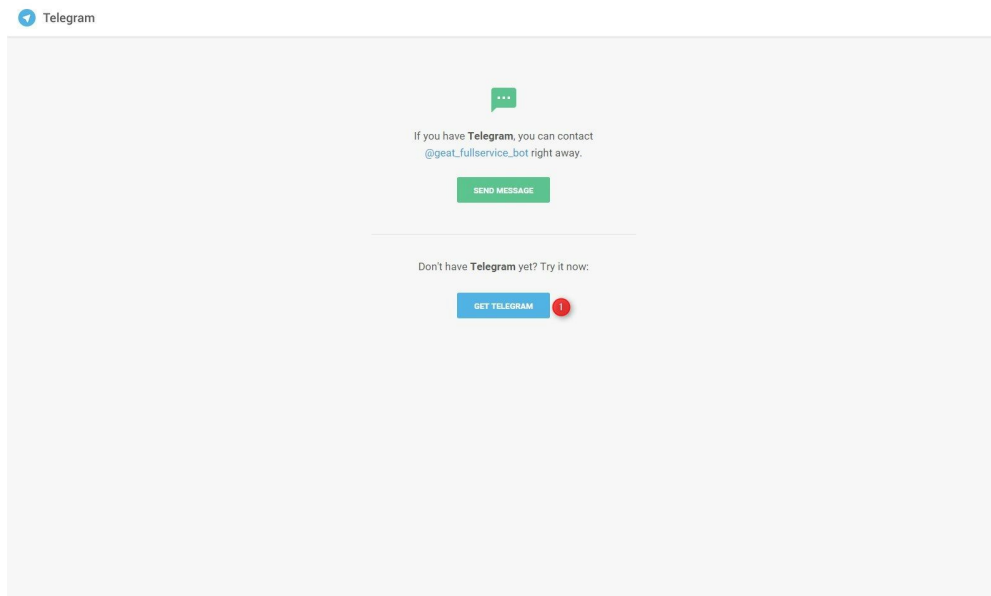 Telegram
If you have Telegram, you can contact
@geat_fullservice_bot right away.
SEND MESSAGE
Don't have Telegram yet? Try it now:
GET TELEGRAM
1